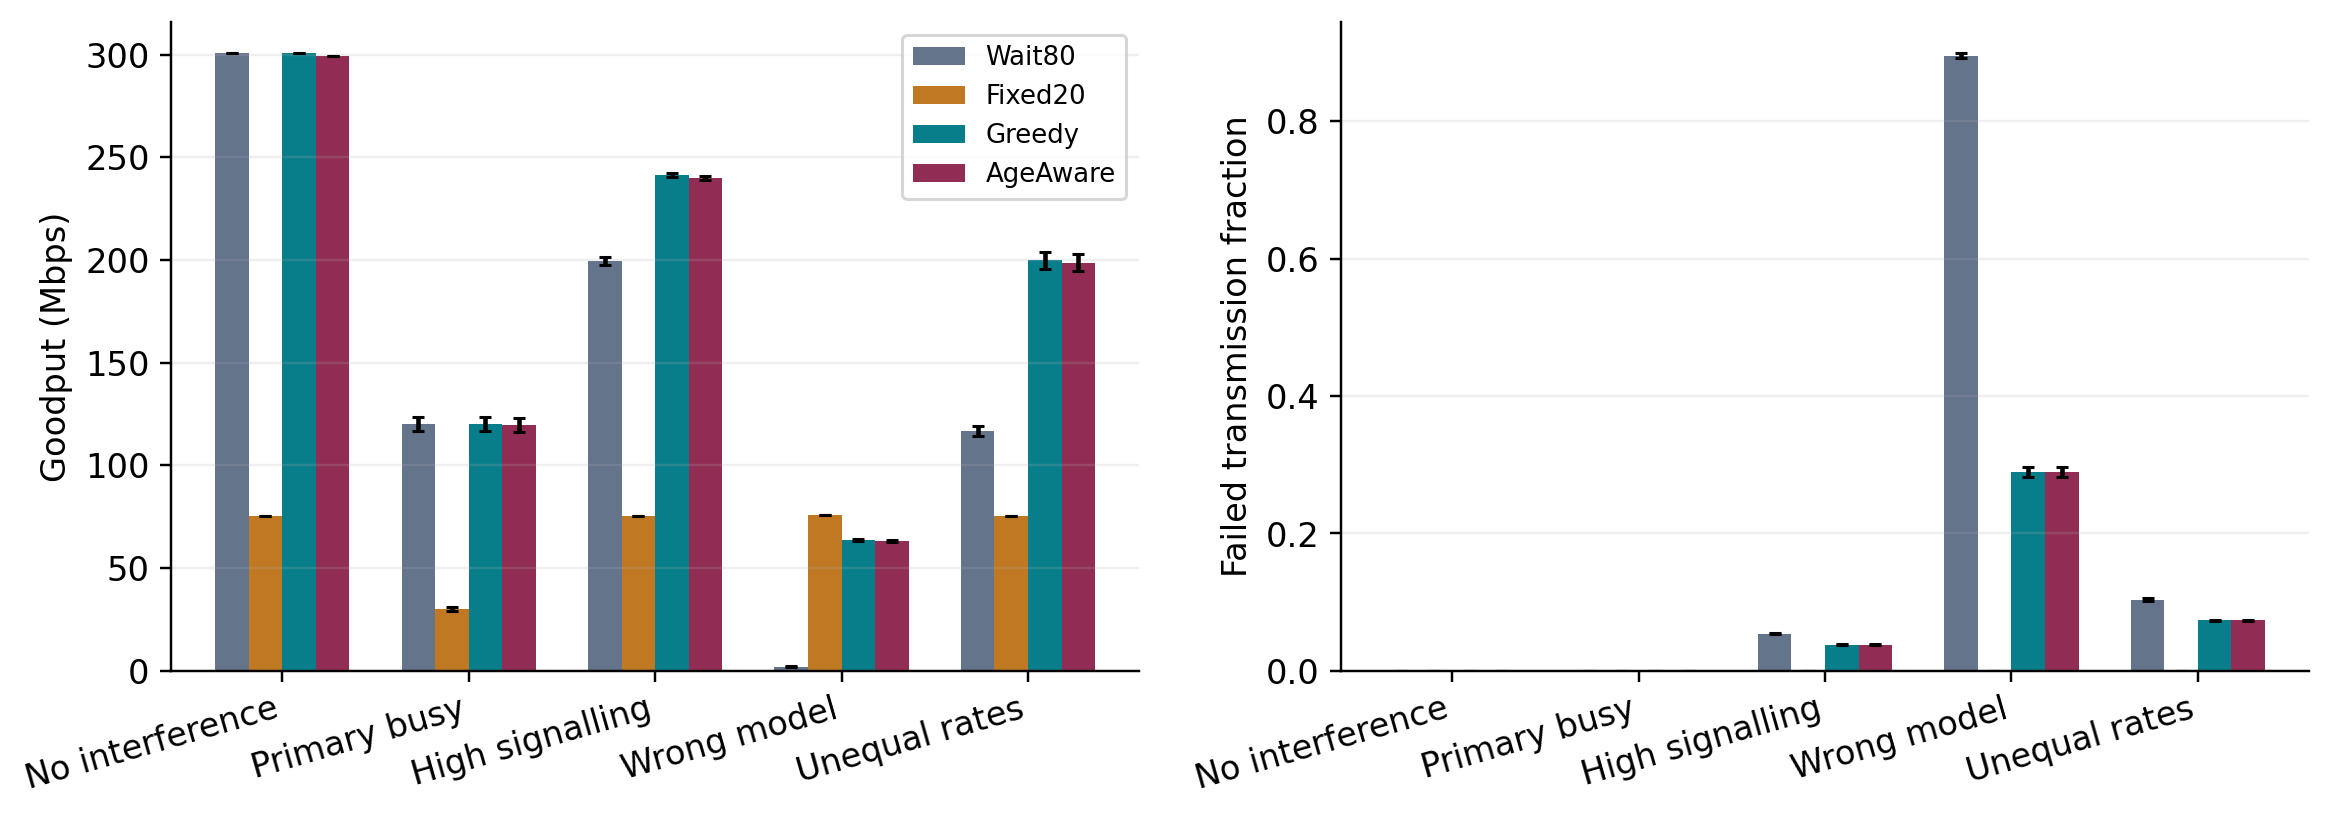 Goodput (Mbps)
300
250
200
150
100
50
0
No interference
Primary busy
High signalling
Wrong model
Unequal rates
Wait80
Fixed20
Greedy
AgeAware
Failed transmission fraction
0.8
0.6
0.4
0.2
0.0
No interference
Primary busy
High signalling
Wrong model
Unequal rates